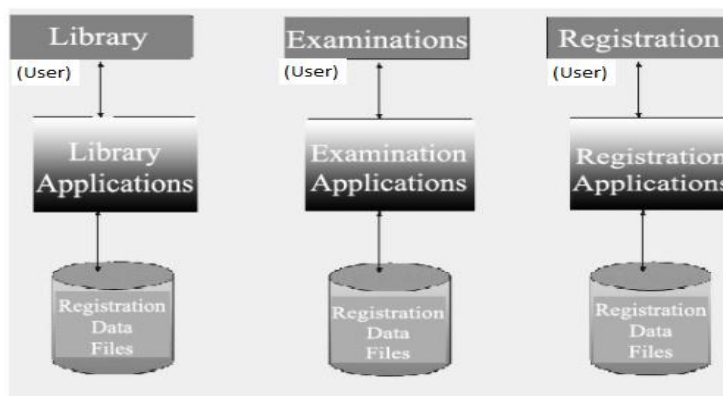 Library
Examinations
Registration
(User)
(User)
(User)
Library
Applications
Examination
Applications
Registration
Applications
Registration
Data
Files
Registration
Data
Files
Registration
Data
Files